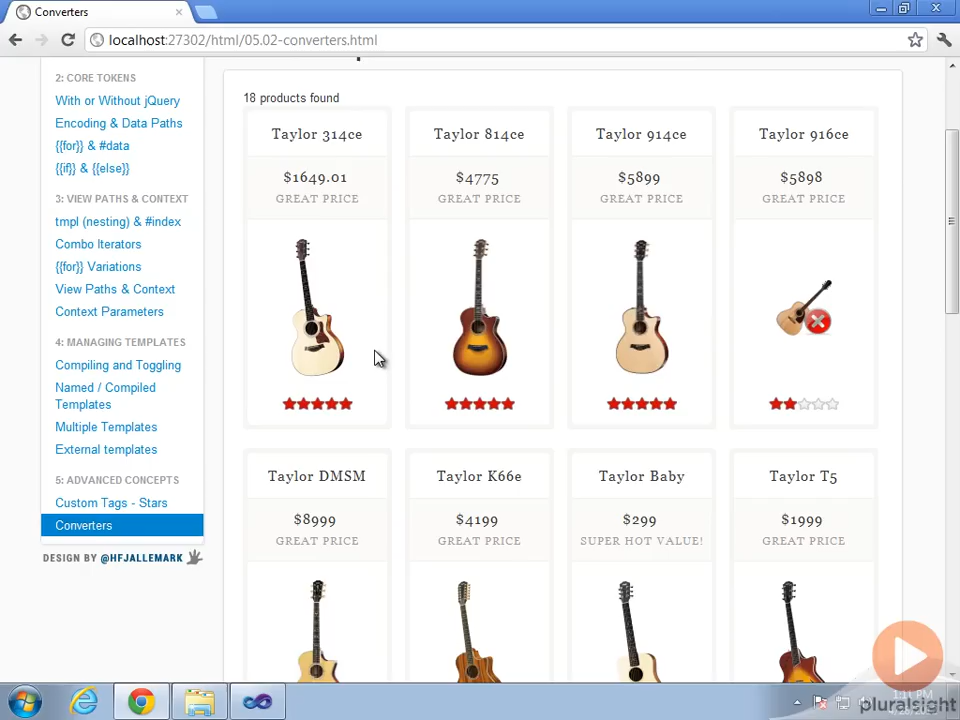 Converters
localhost:27302/html/05.02-converters.html
2: CORE TOKENS
With or Without jQuery
Encoding & Data Paths
{{for}} & #data
{{if}} & {{else}}
3: VIEW PATHS & CONTEXT
tmpl (nesting) & #index
Combo Iterators
{{for}} Variations
View Paths & Context
Context Parameters
4: MANAGING TEMPLATES
Compiling and Toggling
Named / Compiled
Templates
Multiple Templates
External templates
5: ADVANCED CONCEPTS
Custom Tags - Stars
Converters
DESIGN BY @HFJALLEMARK
18 products found
Taylor 314ce
$1649.01
GREAT PRICE
Taylor 814ce
$4775
GREAT PRICE
Taylor 914ce
$5899
GREAT PRICE
Taylor 916ce
$5898
GREAT PRICE
Taylor DMSM
$8999
GREAT PRICE
Taylor K66e
$4199
GREAT PRICE
Taylor Baby
$299
SUPER HOT VALUE!
Taylor T5
$1999
GREAT PRICE
1:11 PM
pluralsight